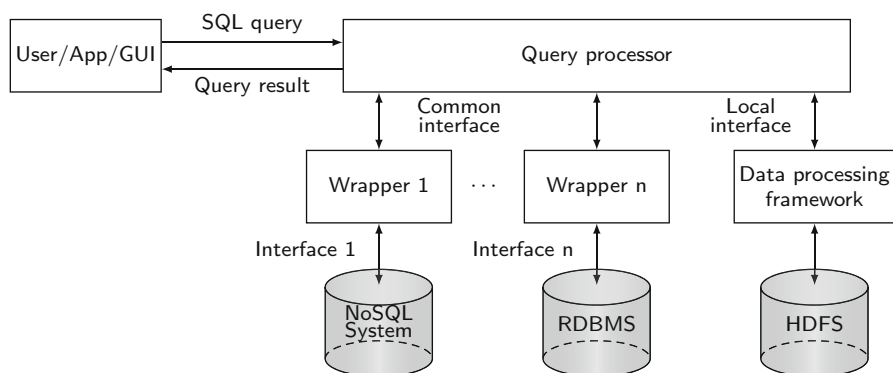 SQL query
User/App/GUI
Query processor
Query result
Common
interface
Local
interface
Wrapper 1
...
Wrapper n
Data processing
framework
Interface 1
Interface n
NoSQL
System
RDBMS
HDFS